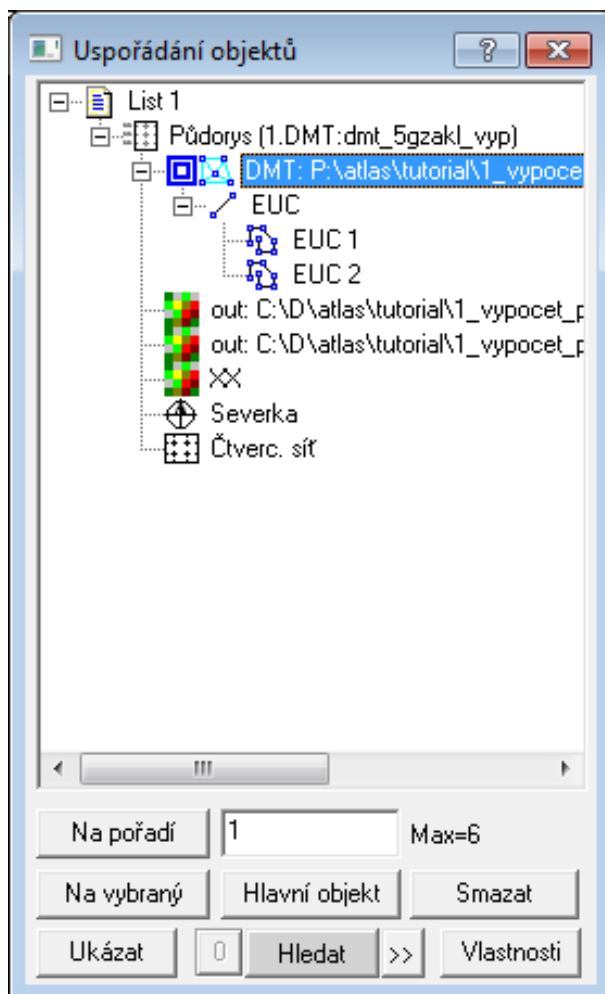 Uspořádání objektů
List 1
Půdorys (1.DMT:dmt_5gzakl_vyp)
DMT: P:\atlas\tutorial\1_vypoce
EUC
EUC 1
EUC 2
out: C:\D\atlas\tutorial\1_vypocet_p
out: C:\D\atlas\tutorial\1_vypocet_p
XX
Severka
Čtverc. síť
Na pořadí 1 Max=6
Na vybraný Hlavní objekt Smazat
Ukázat 0 Hledat >> Vlastnosti